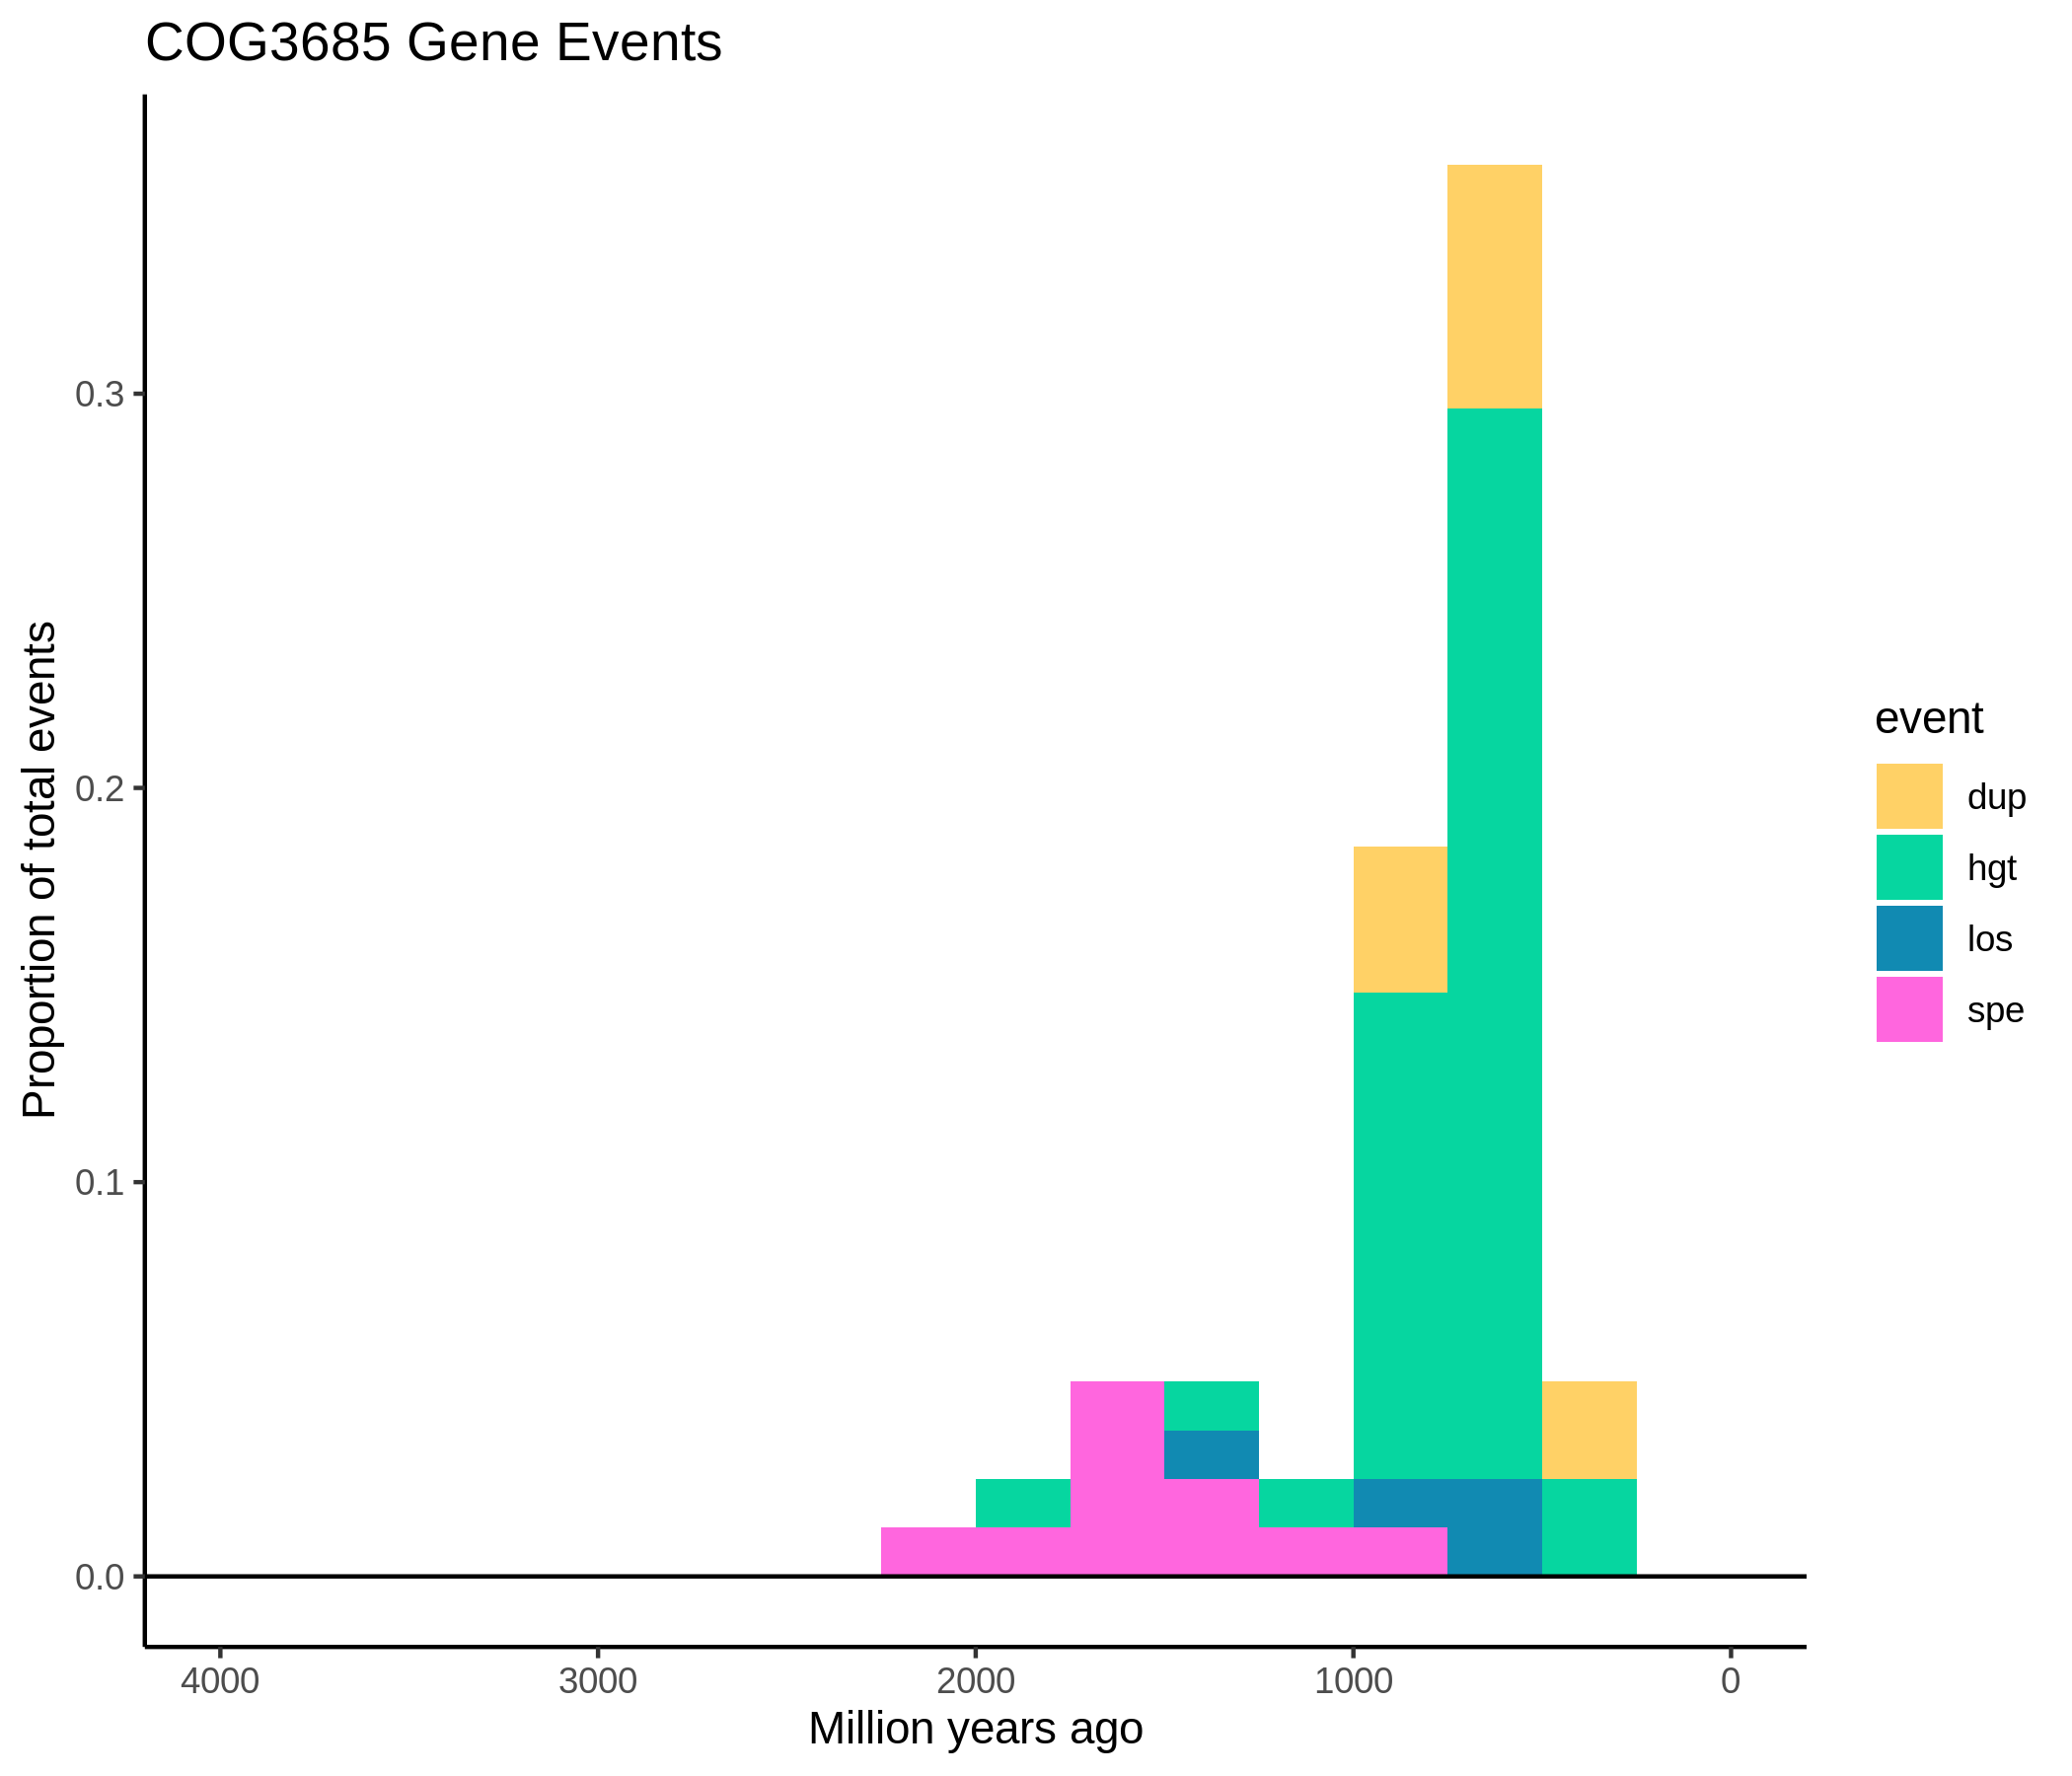 COG3685 Gene Events
Proportion of total events
0.3
0.2
0.1
0.0
4000 3000 2000 1000 0
Million years ago
event
dup
hgt
los
spe